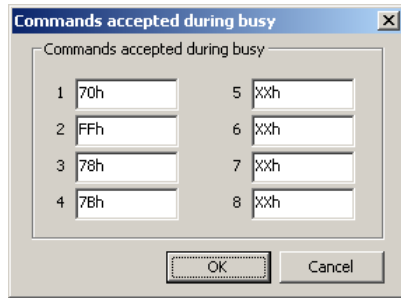 Commands accepted during busy
Commands accepted during busy
1 70h 5 XXh
2 FFh 6 XXh
3 78h 7 XXh
4 7Bh 8 XXh
OK Cancel